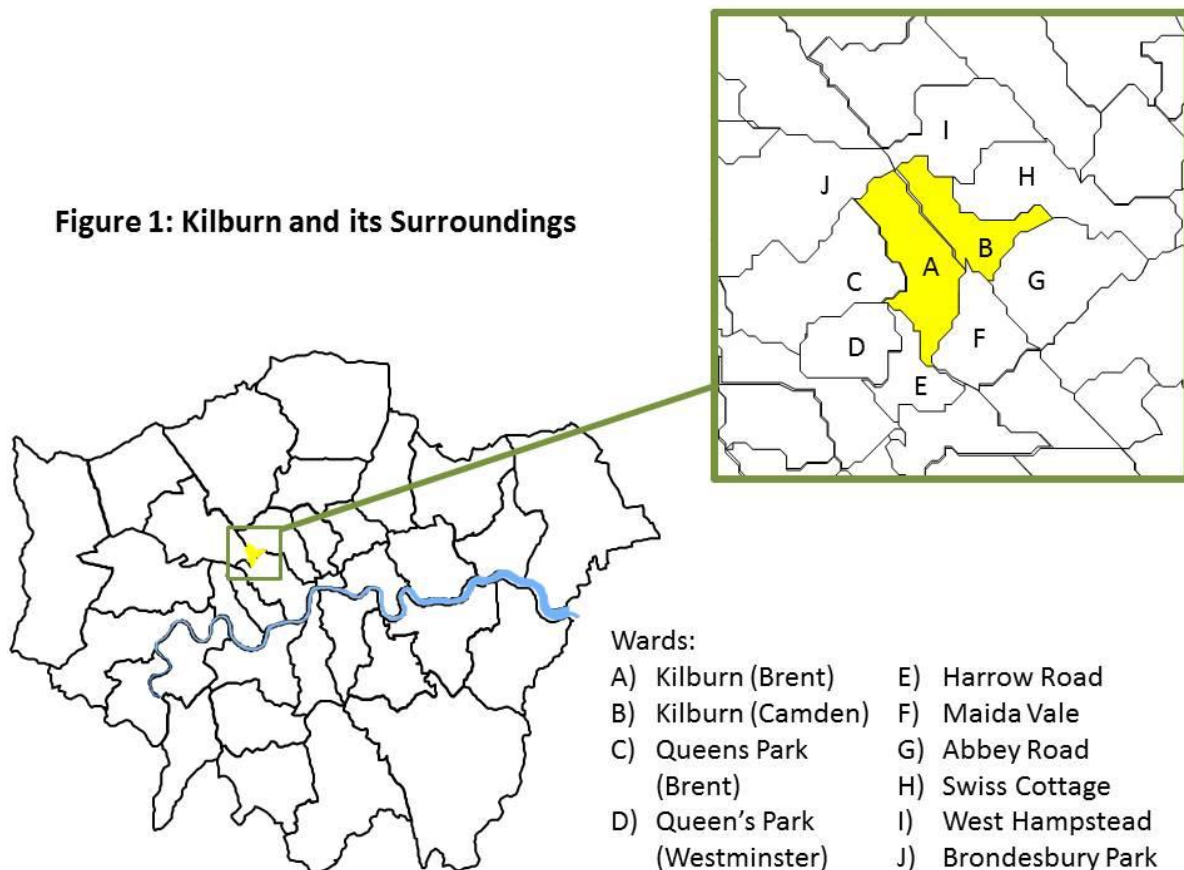 Figure 1: Kilburn and its Surroundings
I
J
H
B
A
C
G
D
F
E
Wards:
A) Kilburn (Brent)
B) Kilburn (Camden)
C) Queens Park
(Brent)
D) Queen’s Park
(Westminster)
E) Harrow Road
F) Maida Vale
G) Abbey Road
H) Swiss Cottage
I) West Hampstead
J) Brondesbury Park